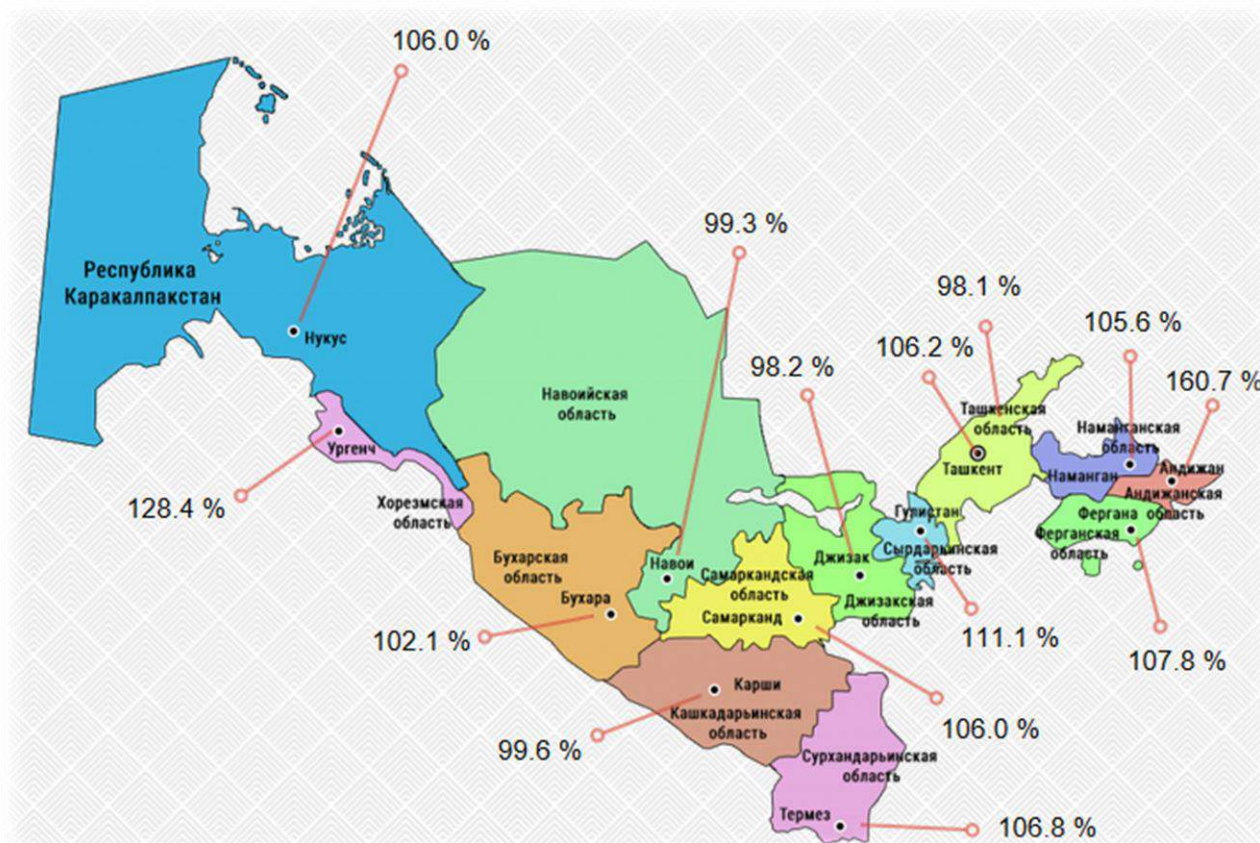 106.0 %
99.3 %
98.1 %
106.2 %
105.6 %
98.2 %
160.7 %
Республика
Каракалпакстан
Нукус
Навоийская
область
Ташкенская
область
Наманганская
область
Ургенч
Ташкент
Наманган
Андижан
Андижанская
область
128.4 %
Хорезмская
область
Гулистан
Фергана
Ферганская
область
Бухарская
область
Навои
Джизак
Сырдарьинская
область
Самаркандская
область
Бухара
Самарканд
Джизакская
область
102.1 %
111.1 %
107.8 %
Карши
Кашкадарьинская
область
99.6 %
106.0 %
Сурхандарьинская
область
Термез
106.8 %